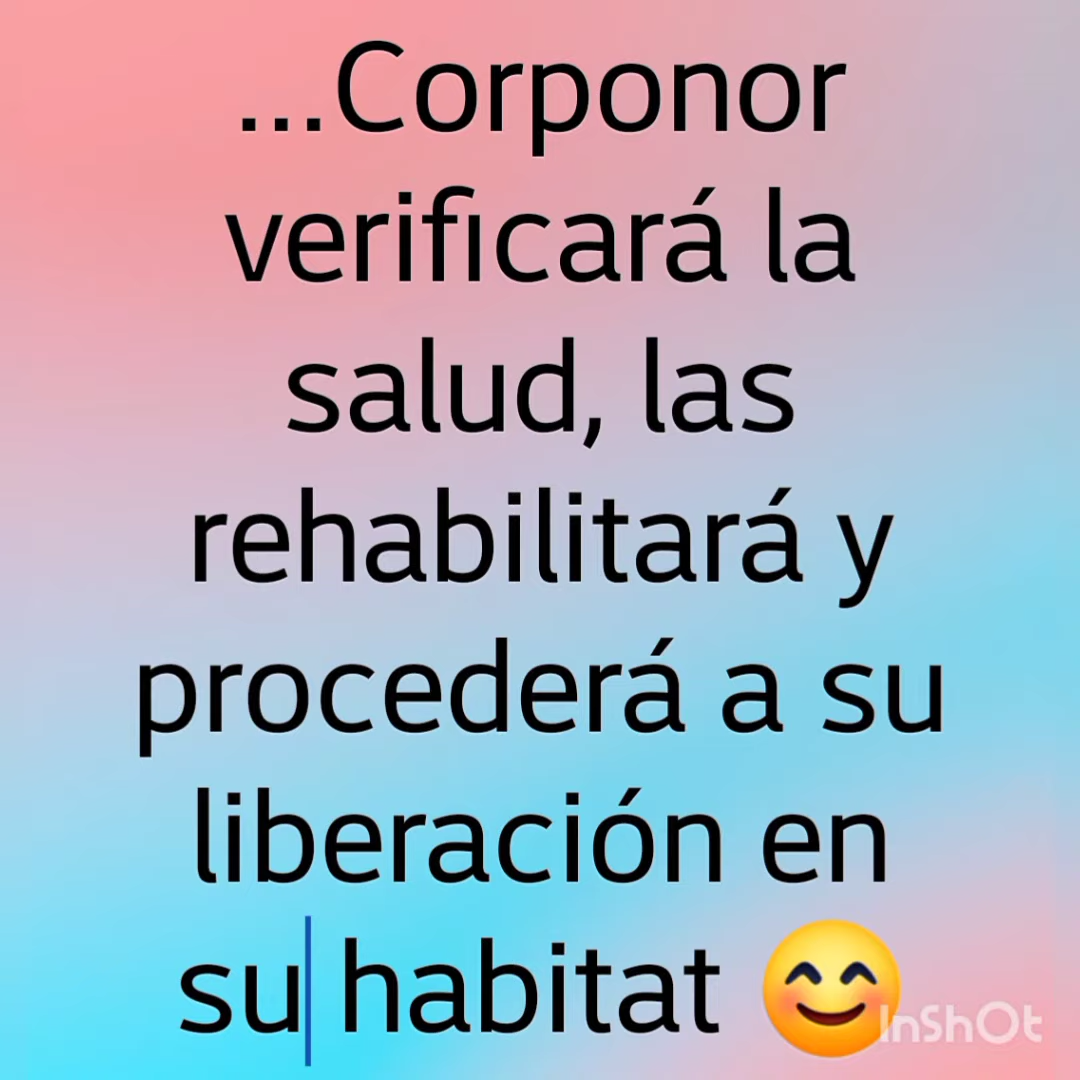 ...Corponor
verificará la
salud, las
rehabilitará y
procederá a su
liberación en
su habitat 😊
InShOt